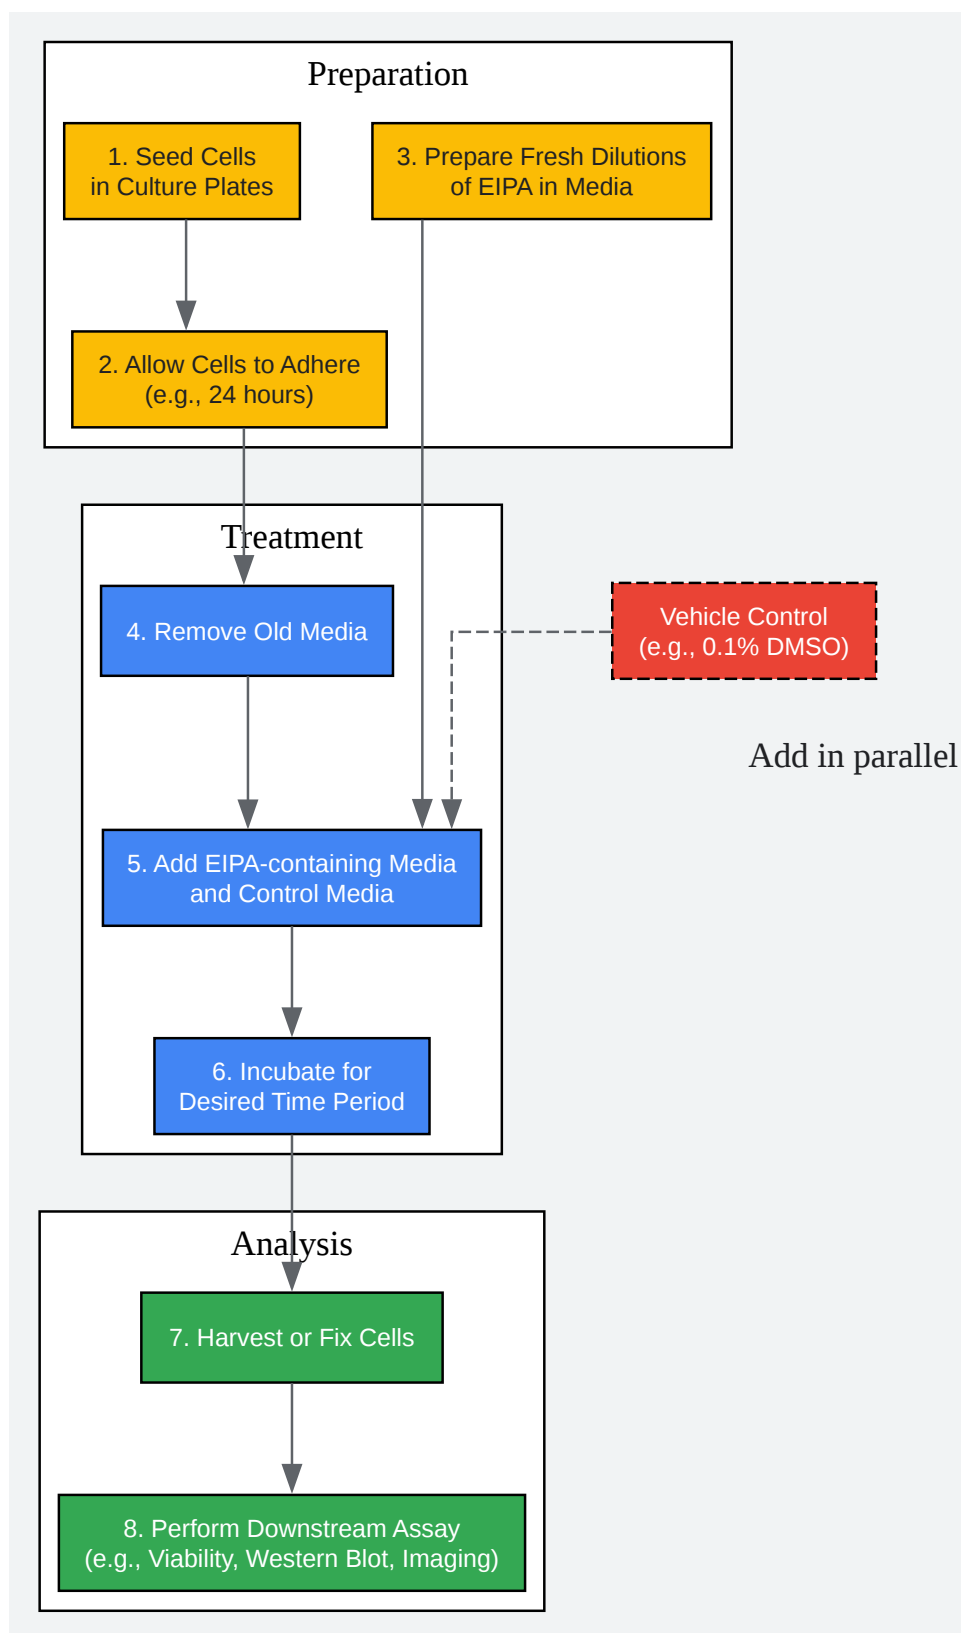 Preparation
1. Seed Cells
in Culture Plates
3. Prepare Fresh Dilutions
of EIPA in Media
2. Allow Cells to Adhere
(e.g., 24 hours)
Treatment
4. Remove Old Media
Vehicle Control
(e.g., 0.1% DMSO)
Add in parallel
5. Add EIPA-containing Media
and Control Media
6. Incubate for
Desired Time Period
Analysis
7. Harvest or Fix Cells
8. Perform Downstream Assay
(e.g., Viability, Western Blot, Imaging)